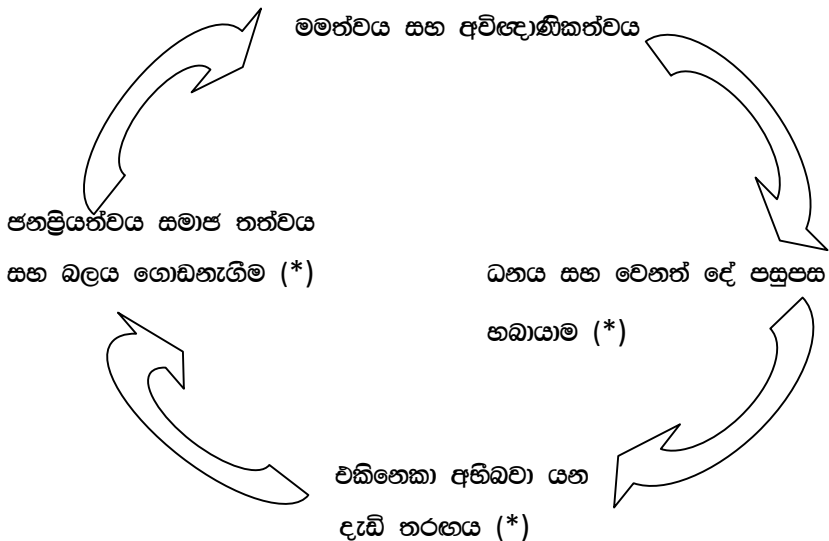 මමත්වය සහ අවිඥාණිකත්වය
ජනප්‍රියත්වය සමාජ තත්වය
සහ බලය ගොඩනැගීම (*)
ධනය සහ වෙනත් දේ පසුපස
හබායාම (*)
එකිනෙකා අභිබවා යන
දැඩි තරඟය (*)